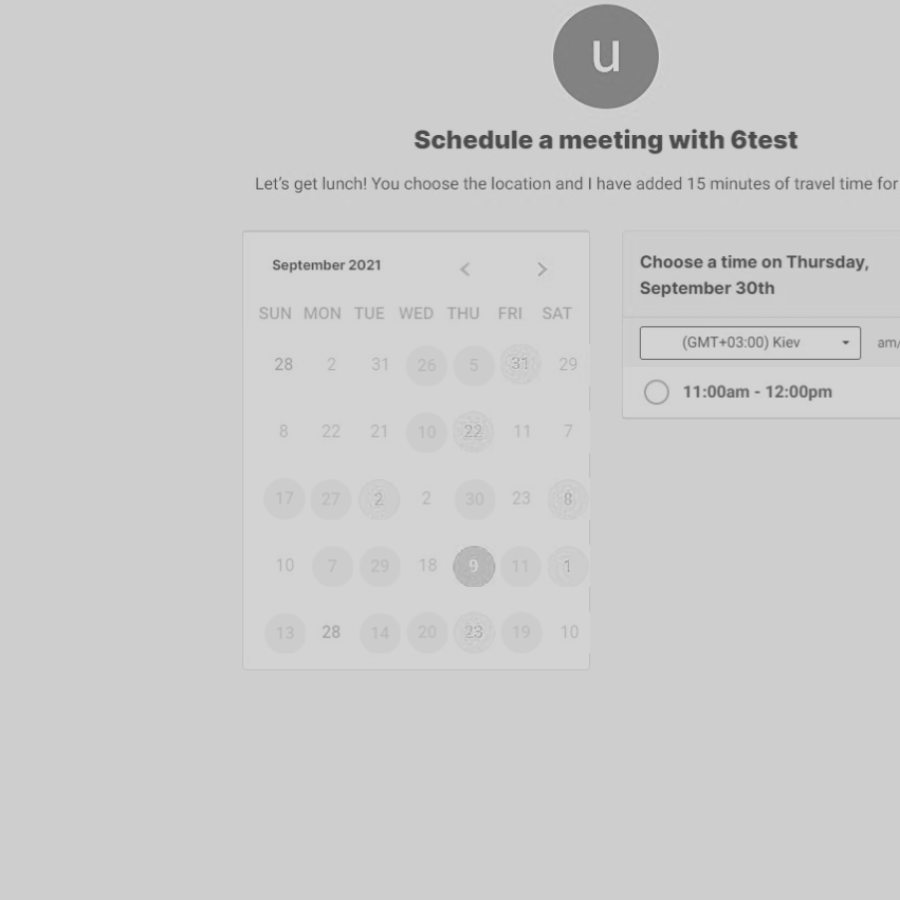 u
Schedule a meeting with 6test
Let's get lunch! You choose the location and I have added 15 minutes of travel time for
September 2021
SUN MON TUE WED THU FRI SAT
28 2 31 26 5 31 29
8 22 21 10 22 11 7
17 27 2 2 30 23 8
10 7 29 18 9 11 1
13 28 14 20 23 19 10
Choose a time on Thursday,
September 30th
(GMT+03:00) Kiev am/
11:00am - 12:00pm